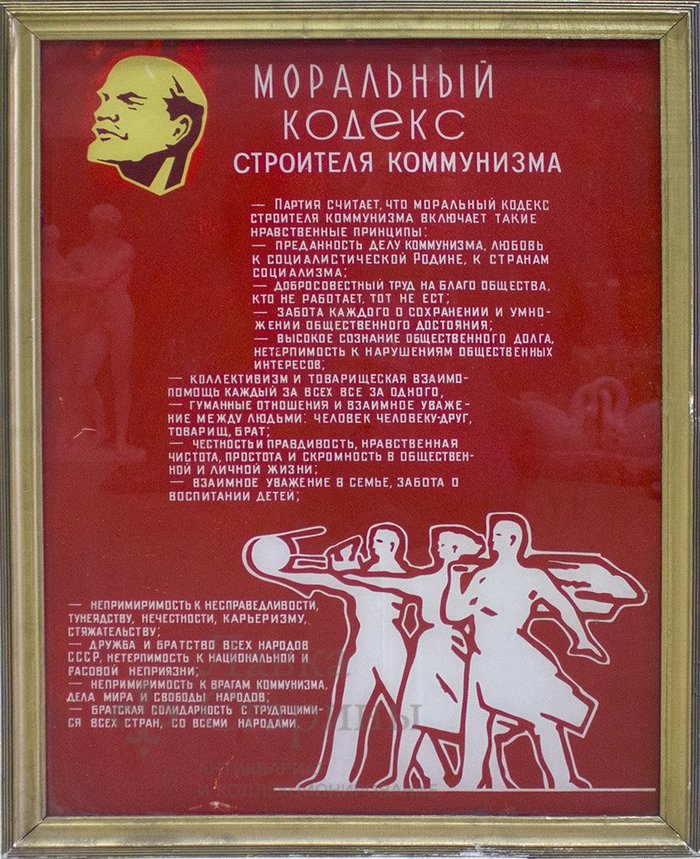 МОРАЛЬНЫЙ
КОДЕКС
СТРОИТЕЛЯ КОММУНИЗМА
— ПАРТИЯ СЧИТАЕТ, ЧТО МОРАЛЬНЫЙ КОДЕКС
СТРОИТЕЛЯ КОММУНИЗМА ВКЛЮЧАЕТ ТАКИЕ
НРАВСТВЕННЫЕ ПРИНЦИПЫ:
— ПРЕДАННОСТЬ ДЕЛУ КОММУНИЗМА, ЛЮБОВЬ
К СОЦИАЛИСТИЧЕСКОЙ РОДИНЕ, К СТРАНАМ
СОЦИАЛИЗМА;
— ДОБРОСОВЕСТНЫЙ ТРУД НА БЛАГО ОБЩЕСТВА,
КТО НЕ РАБОТАЕТ, ТОТ НЕ ЕСТ;
— ЗАБОТА КАЖДОГО О СОХРАНЕНИИ И УМНО-
ЖЕНИИ ОБЩЕСТВЕННОГО ДОСТОЯНИЯ;
— ВЫСОКОЕ СОЗНАНИЕ ОБЩЕСТВЕННОГО ДОЛГА,
НЕТЕРПИМОСТЬ К НАРУШЕНИЯМ ОБЩЕСТВЕННЫХ
ИНТЕРЕСОВ;
— КОЛЛЕКТИВИЗМ И ТОВАРИЩЕСКАЯ ВЗАИМО-
ПОМОЩЬ КАЖДЫЙ ЗА ВСЕХ ВСЕ ЗА ОДНОГО,
— ГУМАННЫЕ ОТНОШЕНИЯ И ВЗАИМНОЕ УВАЖЕ-
НИЕ МЕЖДУ ЛЮДЬМИ: ЧЕЛОВЕК ЧЕЛОВЕКУ-ДРУГ,
ТОВАРИЩ, БРАТ;
— ЧЕСТНОСТЬ И ПРАВДИВОСТЬ, НРАВСТВЕННАЯ
ЧИСТОТА, ПРОСТОТА И СКРОМНОСТЬ В ОБЩЕСТВЕН-
НОЙ И ЛИЧНОЙ ЖИЗНИ;
— ВЗАИМНОЕ УВАЖЕНИЕ В СЕМЬЕ, ЗАБОТА О
ВОСПИТАНИИ ДЕТЕЙ;
— НЕПРИМИРИМОСТЬ К НЕСПРАВЕДЛИВОСТИ,
ТУНЕЯДСТВУ, НЕЧЕСТНОСТИ, КАРЬЕРИЗМУ,
СТЯЖАТЕЛЬСТВУ;
— ДРУЖБА И БРАТСТВО ВСЕХ НАРОДОВ
СССР, НЕТЕРПИМОСТЬ К НАЦИОНАЛЬНОЙ И
РАСОВОЙ НЕПРИЯЗНИ;
— НЕПРИМИРИМОСТЬ К ВРАГАМ КОММУНИЗМА,
ДЕЛА МИРА И СВОБОДЫ НАРОДОВ;
— БРАТСКАЯ СОЛИДАРНОСТЬ С ТРУДЯЩИМИ-
СЯ ВСЕХ СТРАН, СО ВСЕМИ НАРОДАМИ.